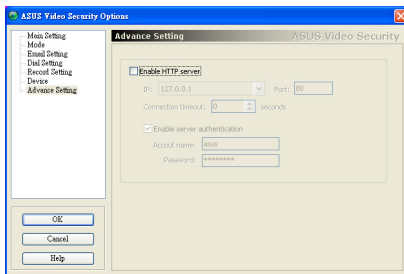 ASUS Video Security Options
Main Setting
Mode
Email Setting
Dial Setting
Record Setting
Device
Advance Setting
OK
Cancel
Help
Advance Setting
ASUS Video Security
Enable HTTP server
IP: 127.0.0.1 Port: 80
Connection timeout: 0 seconds
Enable server authentication
Accout name: asus
Password: ********